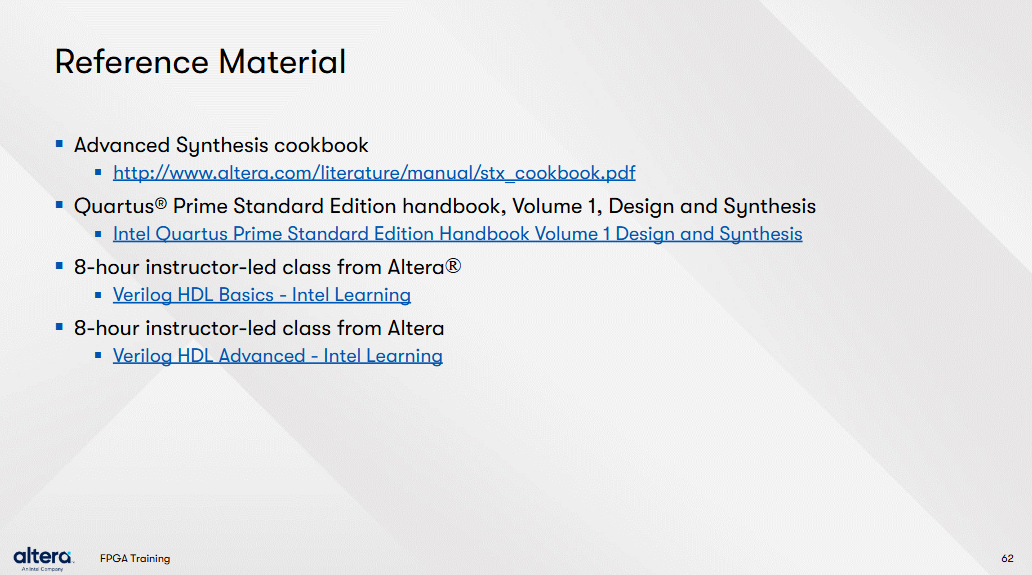 Reference Material
▪ Advanced Synthesis cookbook
▪ http://www.altera.com/literature/manual/stx_cookbook.pdf
▪ Quartus® Prime Standard Edition handbook, Volume 1, Design and Synthesis
▪ Intel Quartus Prime Standard Edition Handbook Volume 1 Design and Synthesis
▪ 8-hour instructor-led class from Altera®
▪ Verilog HDL Basics - Intel Learning
▪ 8-hour instructor-led class from Altera
▪ Verilog HDL Advanced - Intel Learning
altera.
An Intel Company
FPGA Training
62